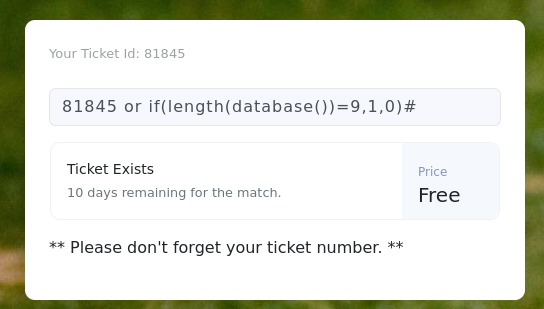 Your Ticket Id: 81845
81845 or if(length(database())=9,1,0)#
Ticket Exists
10 days remaining for the match.
Price
Free
** Please don't forget your ticket number. **